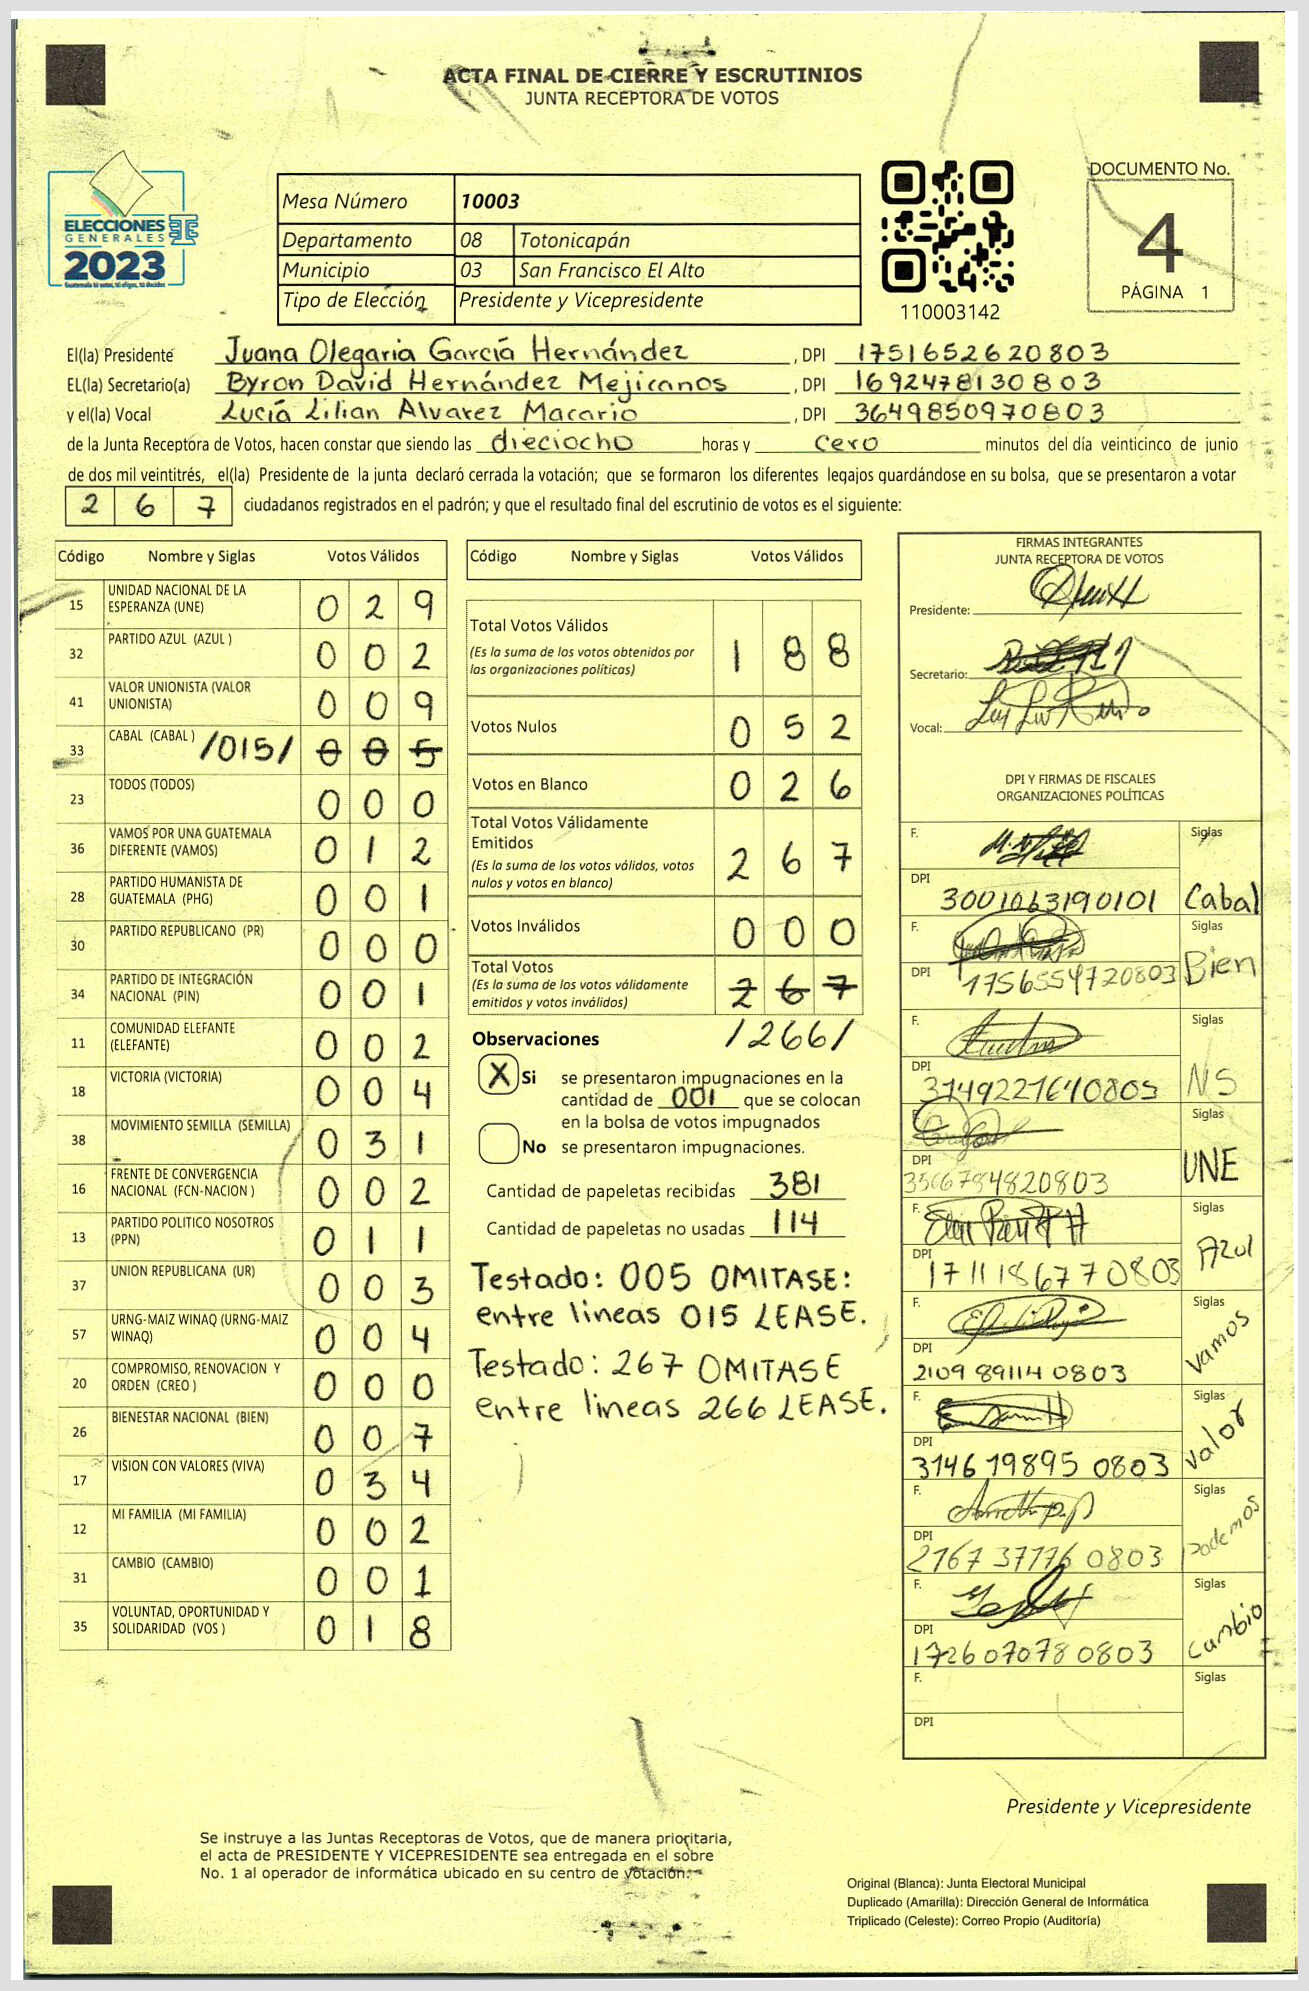 ACTA FINAL DE CIERRE Y ESCRUTINIOS
JUNTA RECEPTORA DE VOTOS
ELECCIONES
GENERALES
2023
Mesa Número 10003
Departamento 08 Totonicapán
Municipio 03 San Francisco El Alto
Tipo de Elección Presidente y Vicepresidente
110003142
DOCUMENTO No.
4
PÁGINA 1
El(la) Presidente Juana Olegaria García Hernández, DPI 1751652620803
EL(la) Secretario(a) Byron David Hernández Mejicanos, DPI 1692478130803
y el(la) Vocal Lucía Lilian Alvarez Macario, DPI 3649850970803
de la Junta Receptora de Votos, hacen constar que siendo las dieciocho horas y cero minutos del día veinticinco de junio
de dos mil veintitrés, el(la) Presidente de la junta declaró cerrada la votación; que se formaron los diferentes legajos guardándose en su bolsa, que se presentaron a votar
2 6 7 ciudadanos registrados en el padrón; y que el resultado final del escrutinio de votos es el siguiente:
Código Nombre y Siglas Votos Válidos
15 UNIDAD NACIONAL DE LA ESPERANZA (UNE) 0 2 9
32 PARTIDO AZUL (AZUL ) 0 0 2
41 VALOR UNIONISTA (VALOR UNIONISTA) 0 0 9
33 CABAL (CABAL ) /015/ 0 0 5
23 TODOS (TODOS) 0 0 0
36 VAMOS POR UNA GUATEMALA DIFERENTE (VAMOS) 0 1 2
28 PARTIDO HUMANISTA DE GUATEMALA (PHG) 0 0 1
30 PARTIDO REPUBLICANO (PR) 0 0 0
34 PARTIDO DE INTEGRACIÓN NACIONAL (PIN) 0 0 1
11 COMUNIDAD ELEFANTE (ELEFANTE) 0 0 2
18 VICTORIA (VICTORIA) 0 0 4
38 MOVIMIENTO SEMILLA (SEMILLA) 0 3 1
16 FRENTE DE CONVERGENCIA NACIONAL (FCN-NACION ) 0 0 2
13 PARTIDO POLITICO NOSOTROS (PPN) 0 1 1
37 UNION REPUBLICANA (UR) 0 0 3
57 URNG-MAIZ WINAQ (URNG-MAIZ WINAQ) 0 0 4
20 COMPROMISO, RENOVACION Y ORDEN (CREO ) 0 0 0
26 BIENESTAR NACIONAL (BIEN) 0 0 7
17 VISION CON VALORES (VIVA) 0 3 4
12 MI FAMILIA (MI FAMILIA) 0 0 2
31 CAMBIO (CAMBIO) 0 0 1
35 VOLUNTAD, OPORTUNIDAD Y SOLIDARIDAD (VOS ) 0 1 8
Código Nombre y Siglas Votos Válidos
Total Votos Válidos 1 8 8
(Es la suma de los votos obtenidos por
las organizaciones políticas)
Votos Nulos 0 5 2
Votos en Blanco 0 2 6
Total Votos Válidamente
Emitidos 2 6 7
(Es la suma de los votos válidos, votos
nulos y votos en blanco)
Votos Inválidos 0 0 0
Total Votos
(Es la suma de los votos válidamente
emitidos y votos inválidos) 2 6 7
/266/
Observaciones
X Si se presentaron impugnaciones en la
cantidad de 001 que se colocan
en la bolsa de votos impugnados
No se presentaron impugnaciones.
Cantidad de papeletas recibidas 381
Cantidad de papeletas no usadas 114
Testado: 005 OMITASE:
entre lineas 015 LEASE.
Testado: 267 OMITASE
entre lineas 266 LEASE.
FIRMAS INTEGRANTES
JUNTA RECEPTORA DE VOTOS
Presidente:
Secretario:
Vocal:
DPI Y FIRMAS DE FISCALES
ORGANIZACIONES POLÍTICAS
F. Siglas
DPI 3001063190101 Cabal
F. Siglas
DPI 1756554720803 Bien
F. Siglas
DPI 3149221640803 NS
F. Siglas
DPI 3366784820803 UNE
F. Siglas
DPI 1711186770803 Azul
F. Siglas
DPI 2109891140803 Vamos
F. Siglas
DPI 3146198950803 Valor
F. Siglas
DPI 2767377760803 Podemos
F. Siglas
DPI 1726070780803 Cambio
F. Siglas
DPI
Presidente y Vicepresidente
Se instruye a las Juntas Receptoras de Votos, que de manera prioritaria,
el acta de PRESIDENTE Y VICEPRESIDENTE sea entregada en el sobre
No. 1 al operador de informática ubicado en su centro de votación.
Original (Blanca): Junta Electoral Municipal
Duplicado (Amarilla): Dirección General de Informática
Triplicado (Celeste): Correo Propio (Auditoría)